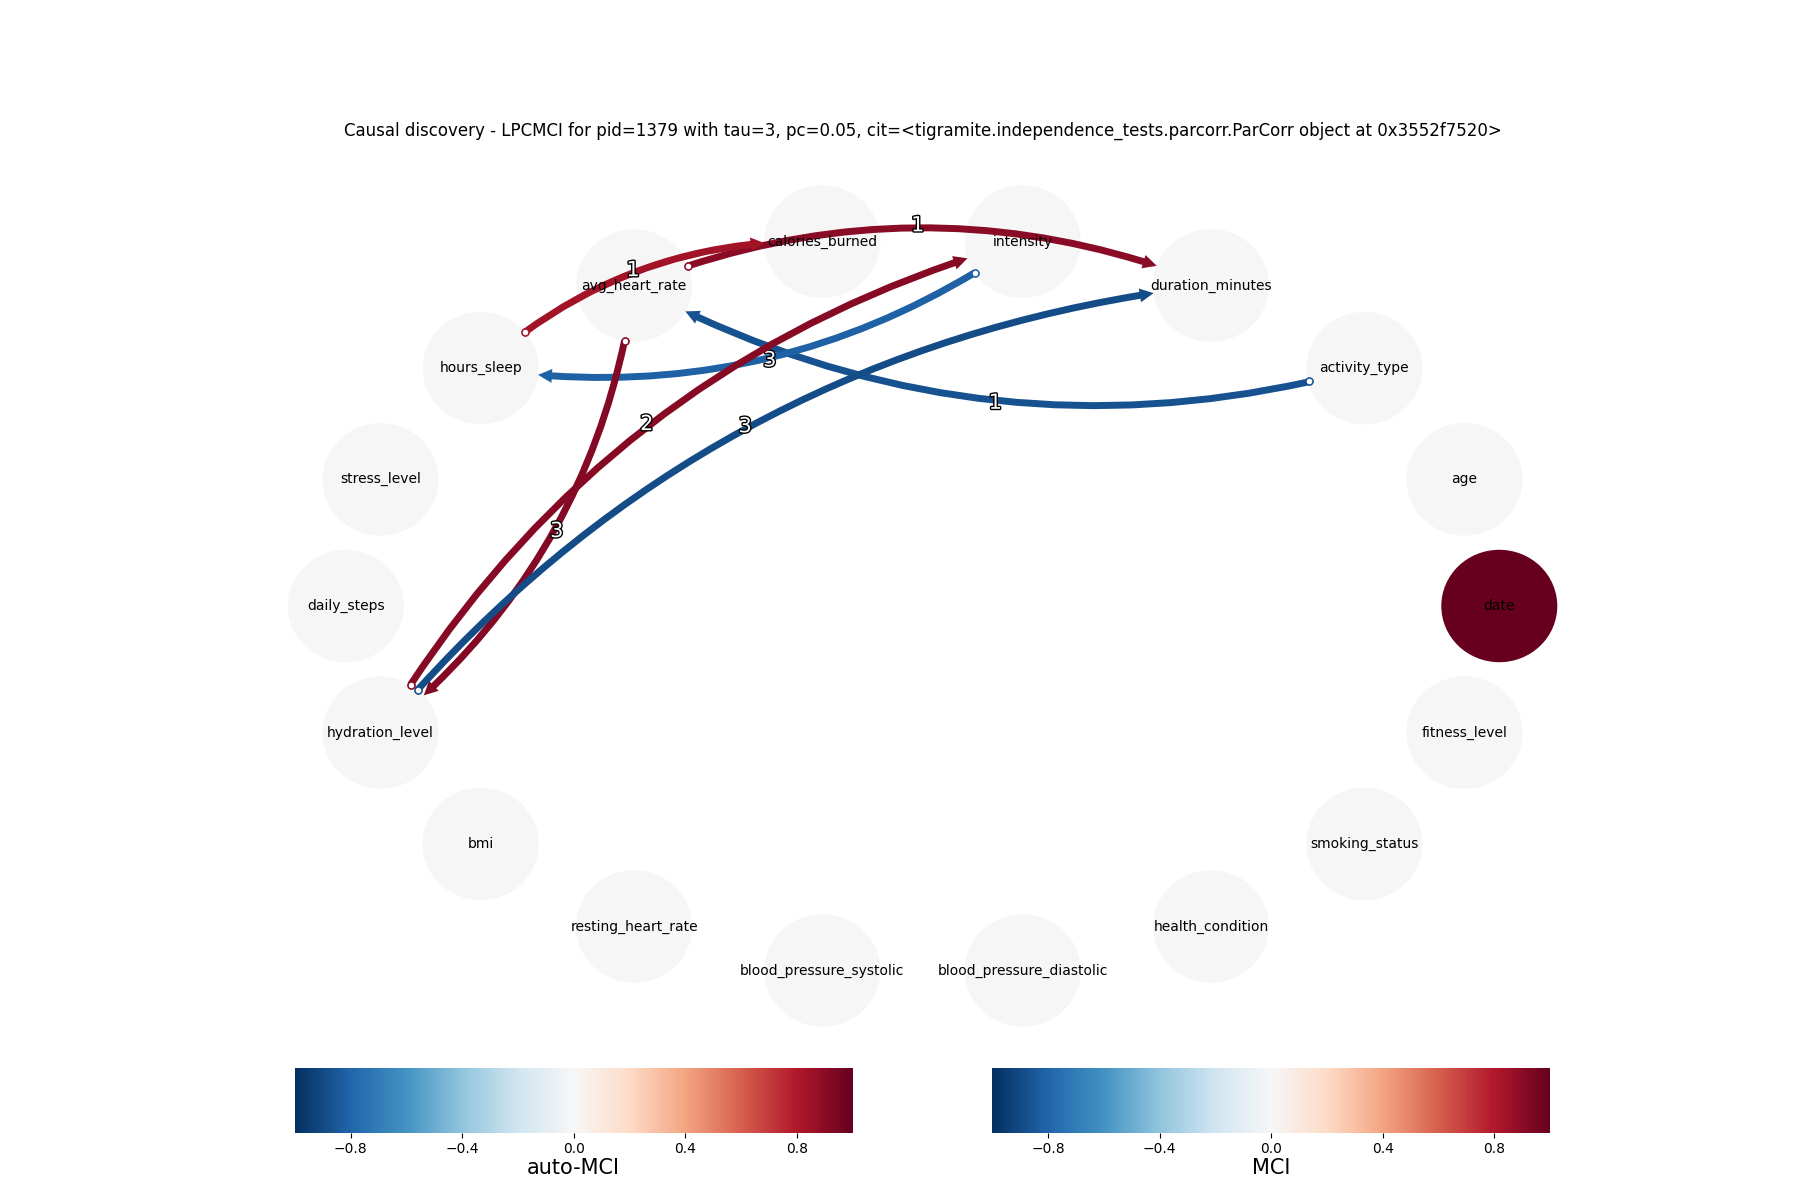 Causal discovery - LPCMCI for pid=1379 with tau=3, pc=0.05, cit=<tigramite.independence_tests.parcorr.ParCorr object at 0x3552f7520>
calories_burned
intensity
1
avg_heart_rate
1
duration_minutes
hours_sleep
3
activity_type
1
2
3
stress_level
age
3
daily_steps
date
hydration_level
fitness_level
bmi
smoking_status
resting_heart_rate
health_condition
blood_pressure_systolic
blood_pressure_diastolic
−0.8 −0.4 0.0 0.4 0.8
auto-MCI
−0.8 −0.4 0.0 0.4 0.8
MCI